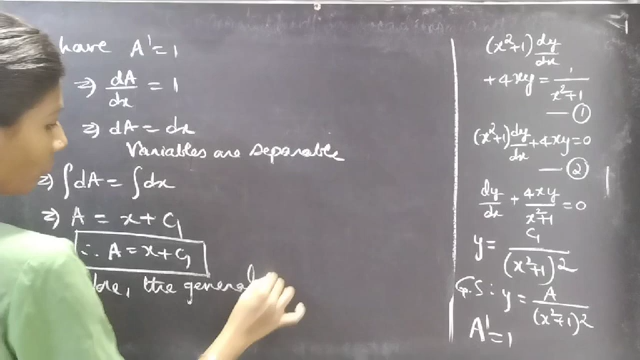 have A' = 1
⇒ dA/dx = 1
⇒ dA = dx
Variables are separable
⇒ ∫dA = ∫dx
⇒ A = x + C₁
∴ A = x + C₁
the general
(x²+1) dy/dx
+ 4xy = 1/(x²+1)
— ①
(x²+1) dy/dx + 4xy = 0
— ②
dy/dx + 4xy/(x²+1) = 0
y = C₁/(x²+1)²
G.S : y = A/(x²+1)²
A' = 1